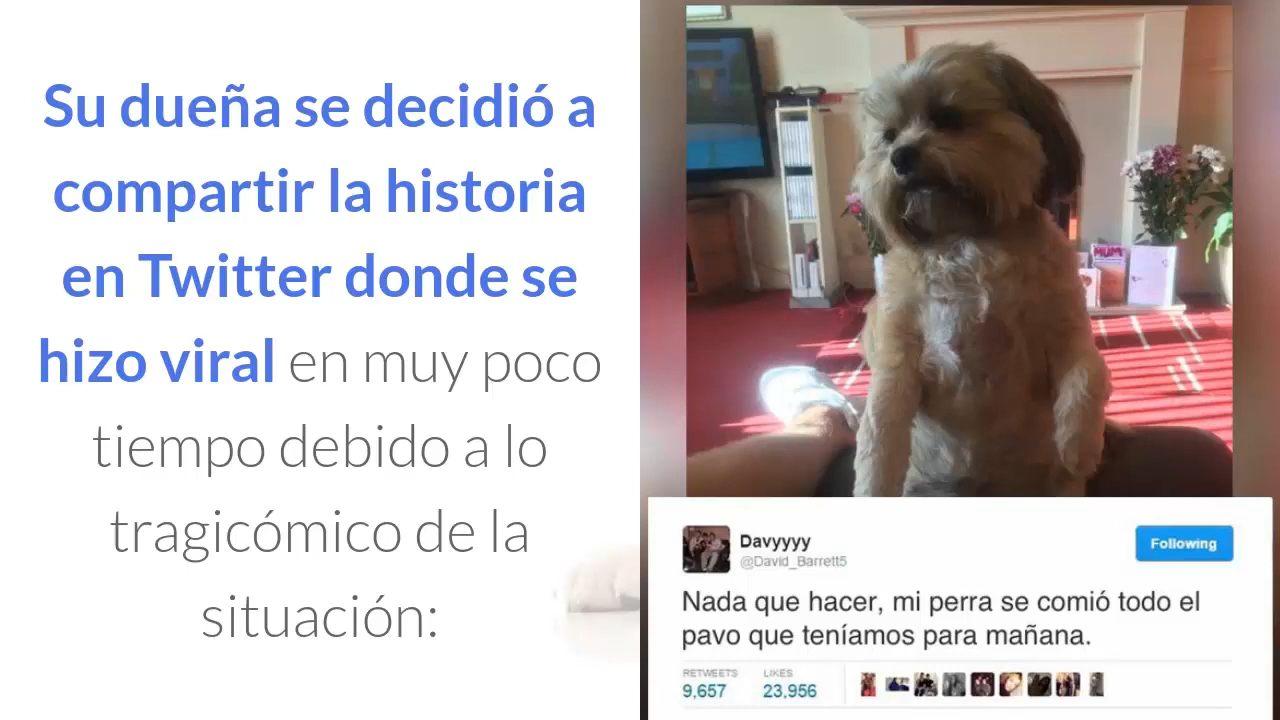 Su dueña se decidió a
compartir la historia
en Twitter donde se
hizo viral en muy poco
tiempo debido a lo
tragicómico de la
situación:
MUM
Davyyyy
@David_Barrett5
Following
Nada que hacer, mi perra se comió todo el
pavo que teníamos para mañana.
RETWEETS LIKES
9,657 23,956